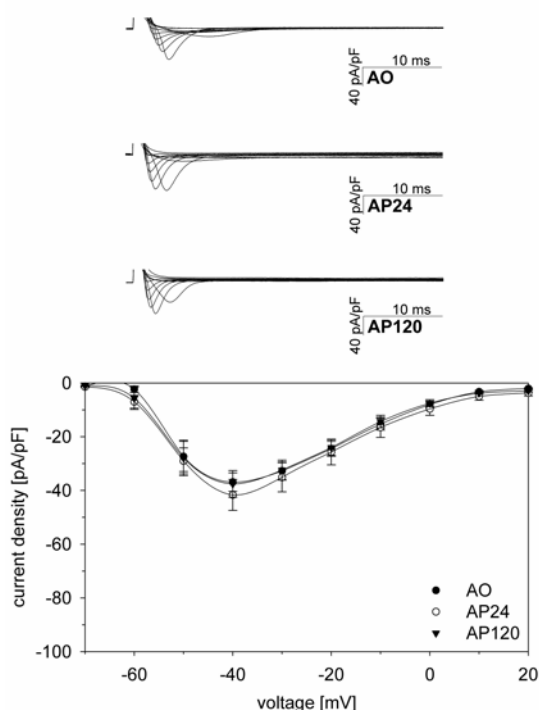 10 ms
40 pA/pF
AO
10 ms
40 pA/pF
AP24
10 ms
40 pA/pF
AP120
0
-20
-40
-60
-80
-100
current density [pA/pF]
AO
AP24
AP120
-60 -40 -20 0 20
voltage [mV]